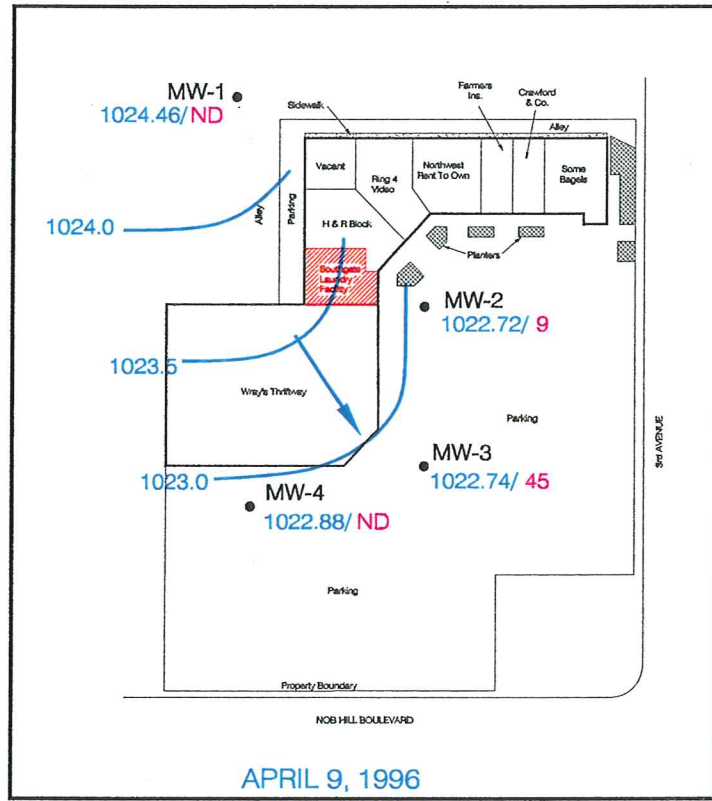 MW-1
1024.46/ ND
Sidewalk
Farmers
Ins.
Crawford
& Co.
Alley
Vacant
Ring 4
Video
Northwest
Rent To Own
Some
Bagels
1024.0
Alley
Parking
H & R Block
Planters
Southgate
Laundry
Facility
MW-2
1022.72/ 9
1023.5
Wray's Thriftway
Parking
3rd AVENUE
MW-3
1022.74/ 45
1023.0
MW-4
1022.88/ ND
Parking
Property Boundary
NOB HILL BOULEVARD
APRIL 9, 1996